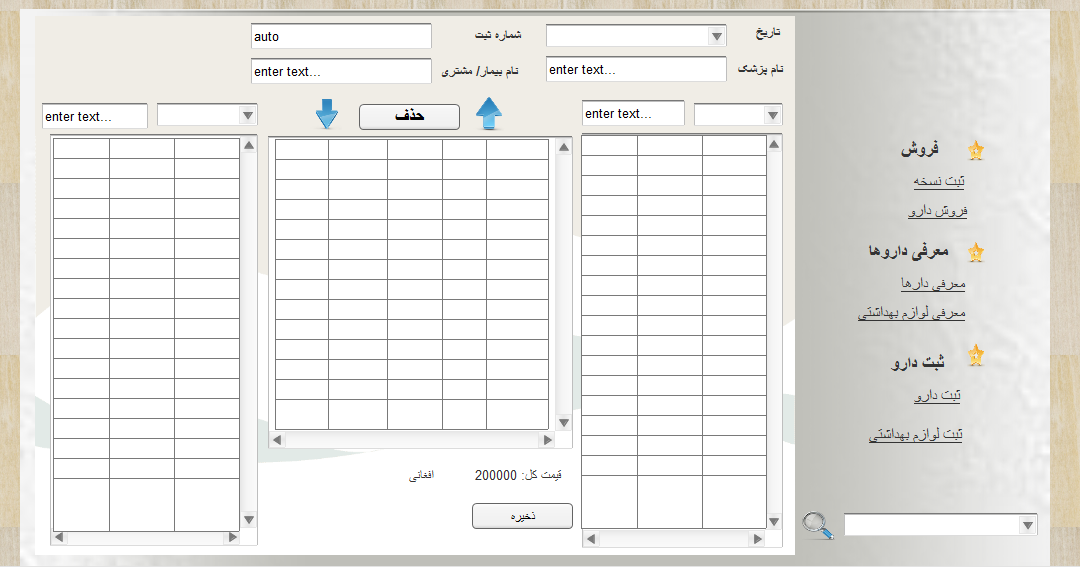 تاریخ
شماره ثبت
auto
نام پزشک
enter text...
نام بیمار/ مشتری
enter text...
enter text...
حذف
enter text...
قیمت کل: 200000 افغانی
ذخیره
فروش
ثبت نسخه
فروش دارو
معرفی داروها
معرفی دارها
معرفی لوازم بهداشتی
ثبت دارو
ثبت دارو
ثبت لوازم بهداشتی